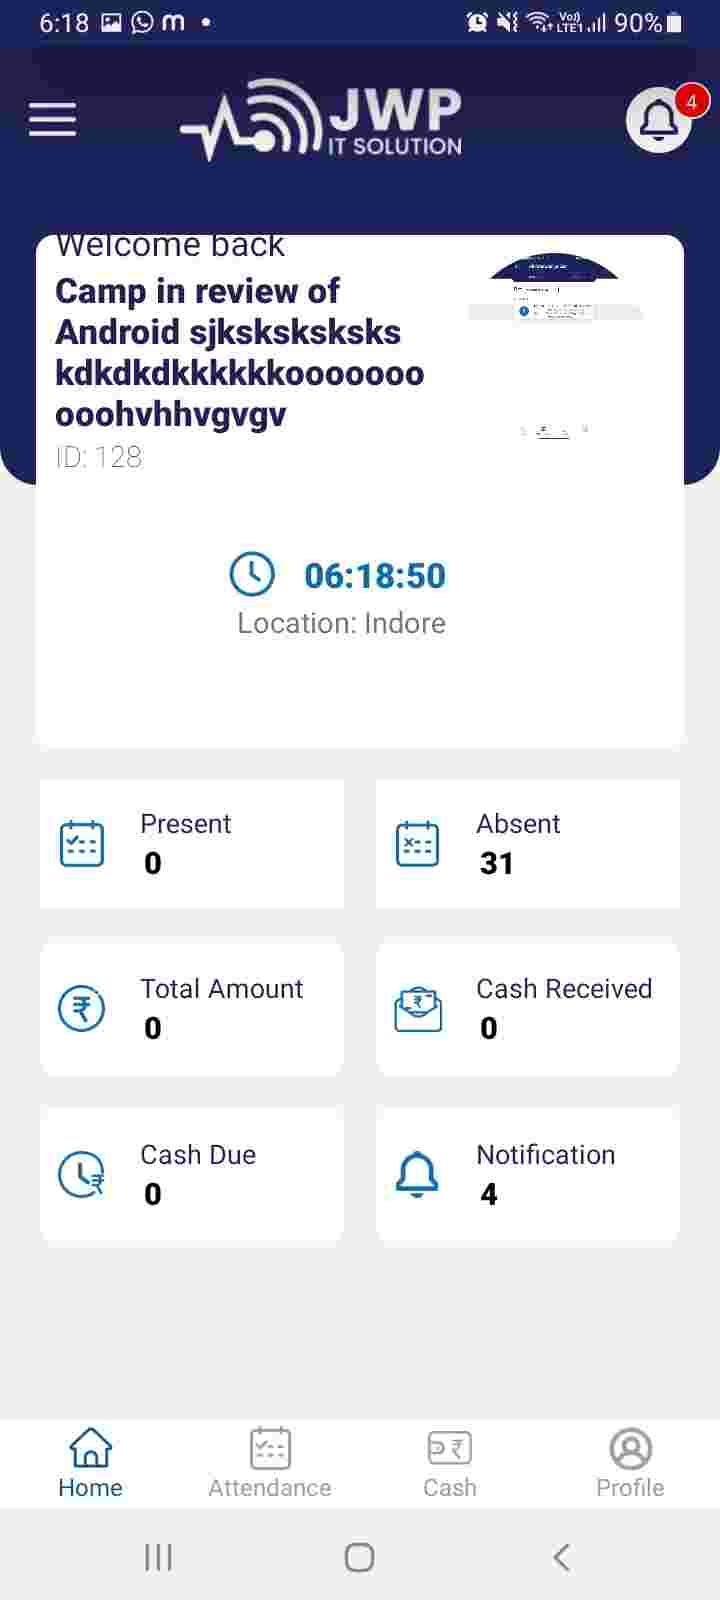 6:18 m 90%
Vo))
LTE1
JWP
IT SOLUTION
4
Welcome back
Camp in review of
Android sjksksksksks
kdkdkdkkkkkkooooooo
ooohvhhvgvgv
ID: 128
06:18:50
Location: Indore
Present
0
Absent
31
Total Amount
0
Cash Received
0
Cash Due
0
Notification
4
Home
Attendance
Cash
Profile